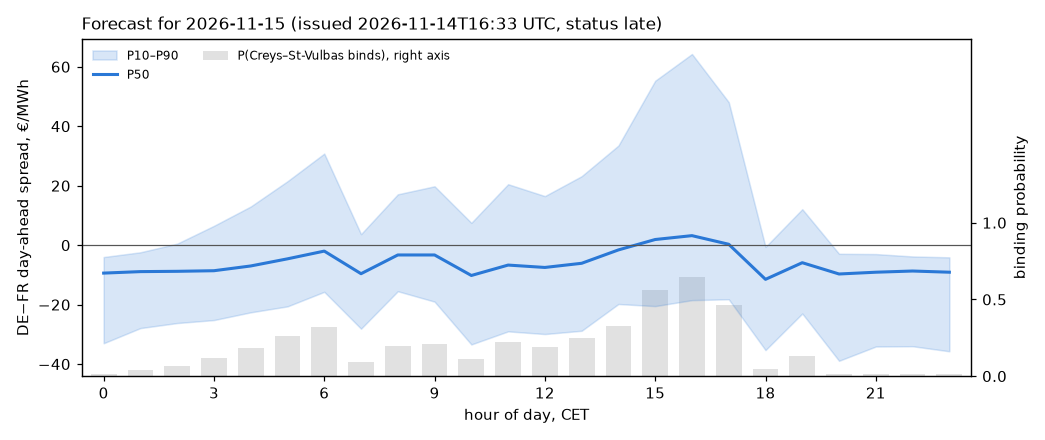 Forecast for 2026-11-15 (issued 2026-11-14T16:33 UTC, status late)
P10–P90
P50
P(Creys–St-Vulbas binds), right axis
DE−FR day-ahead spread, €/MWh
60
40
20
0
−20
−40
binding probability
1.0
0.5
0.0
0
3
6
9
12
15
18
21
hour of day, CET